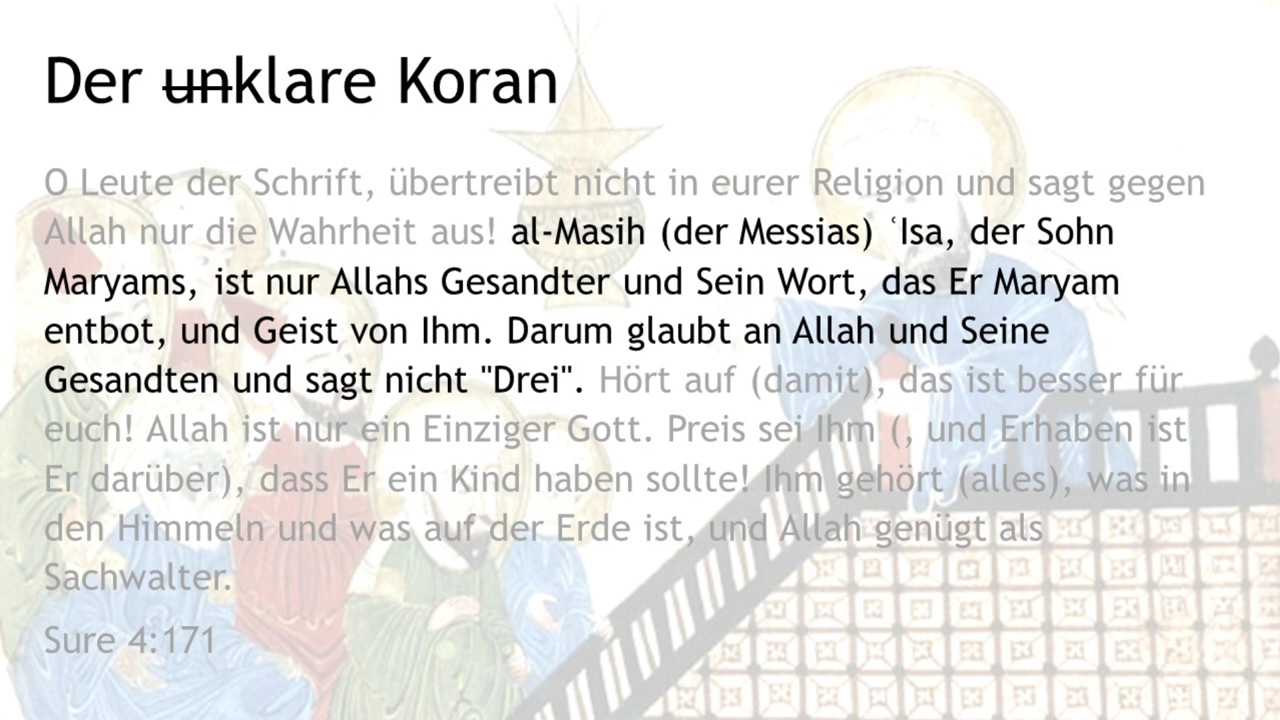 Der unklare Koran
O Leute der Schrift, übertreibt nicht in eurer Religion und sagt gegen
Allah nur die Wahrheit aus! al-Masih (der Messias) ʿIsa, der Sohn
Maryams, ist nur Allahs Gesandter und Sein Wort, das Er Maryam
entbot, und Geist von Ihm. Darum glaubt an Allah und Seine
Gesandten und sagt nicht "Drei". Hört auf (damit), das ist besser für
euch! Allah ist nur ein Einziger Gott. Preis sei Ihm (, und Erhaben ist
Er darüber), dass Er ein Kind haben sollte! Ihm gehört (alles), was in
den Himmeln und was auf der Erde ist, und Allah genügt als
Sachwalter.
Sure 4:171